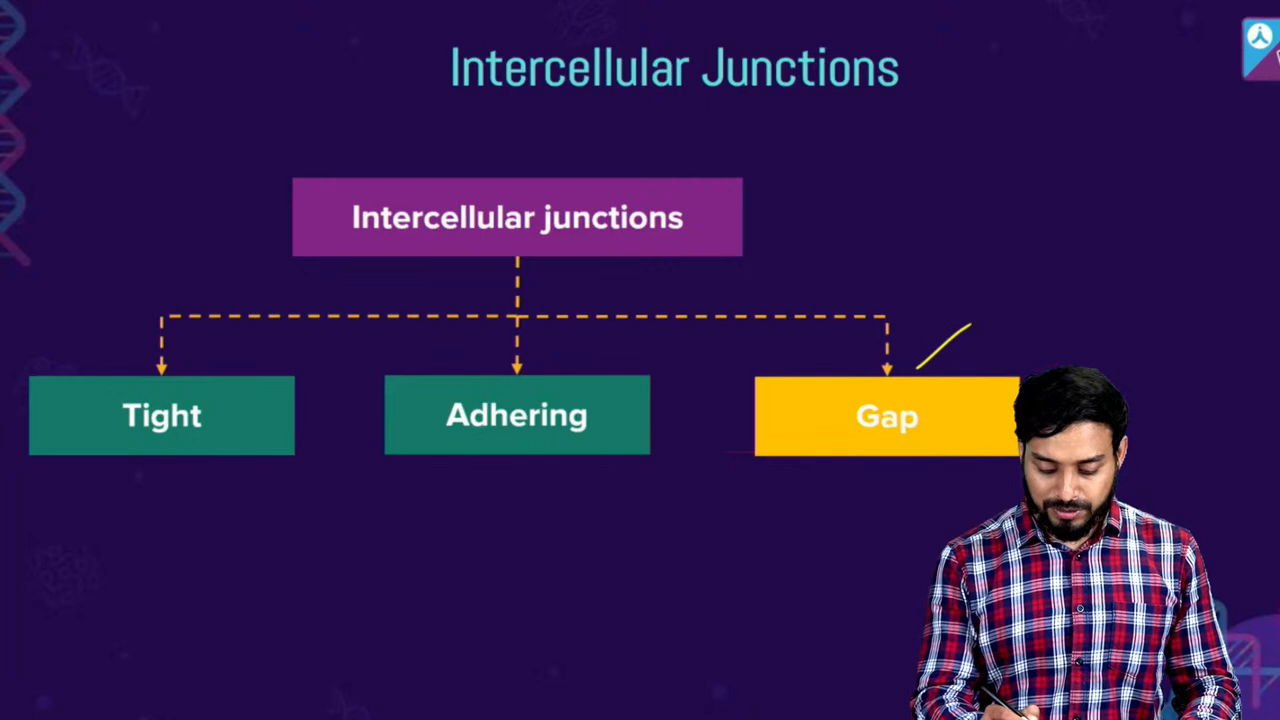 Intercellular Junctions
Intercellular junctions
Tight
Adhering
Gap